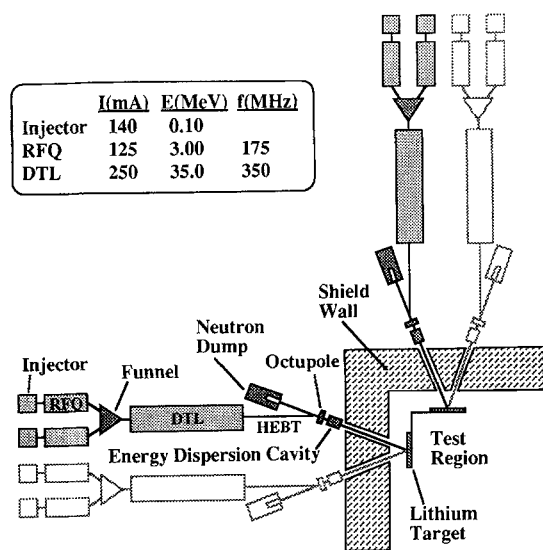 I(mA) E(MeV) f(MHz)
Injector 140 0.10
RFQ 125 3.00 175
DTL 250 35.0 350
Shield
Wall
Neutron
Dump
Octupole
Injector
Funnel
RFQ
DTL
HEBT
Energy Dispersion Cavity
Test
Region
Lithium
Target